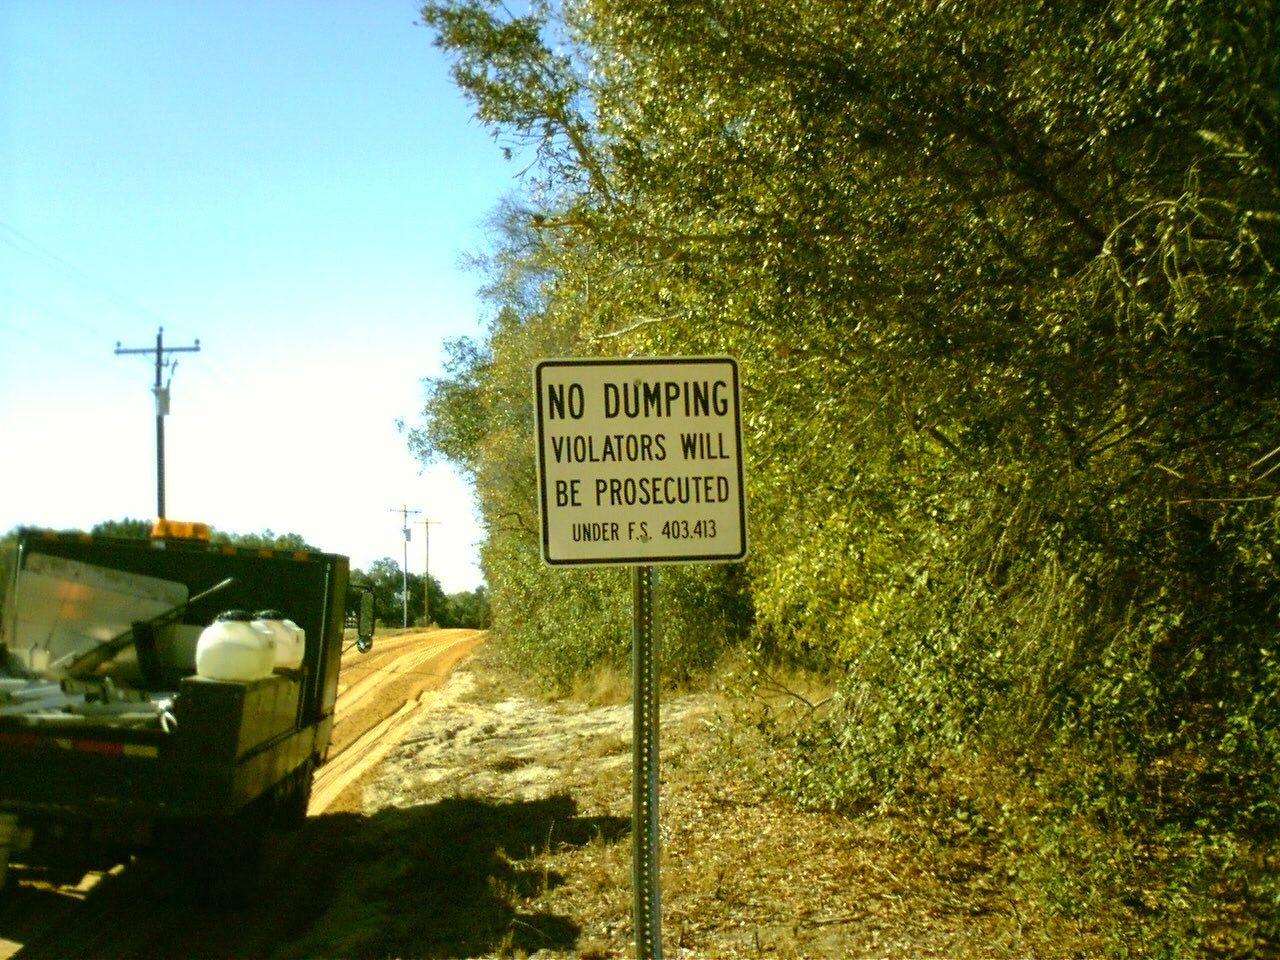 NO DUMPING
VIOLATORS WILL
BE PROSECUTED
UNDER F.S. 403.413